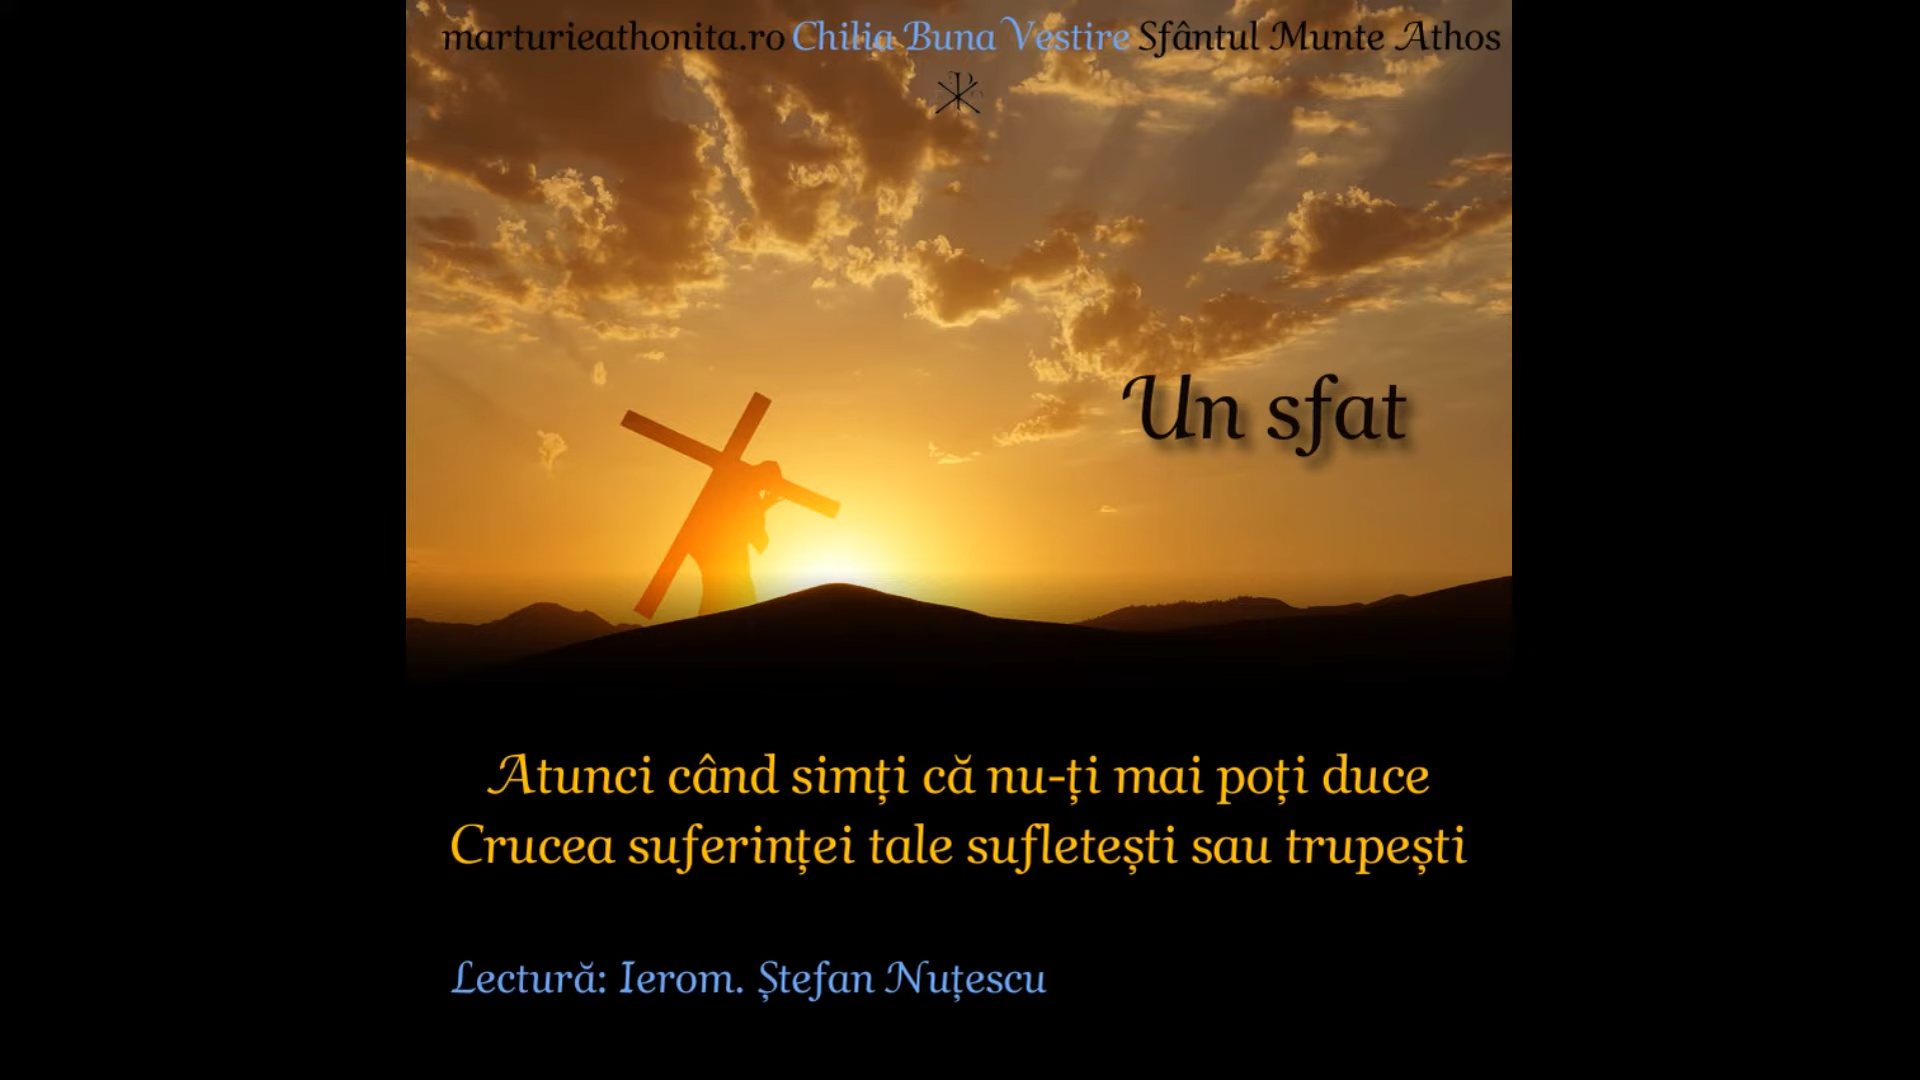 marturieathonita.ro Chilia Buna Vestire Sfântul Munte Athos
Un sfat
Atunci când simți că nu-ți mai poți duce
Crucea suferinței tale sufletești sau trupești
Lectură: Ierom. Ștefan Nuțescu